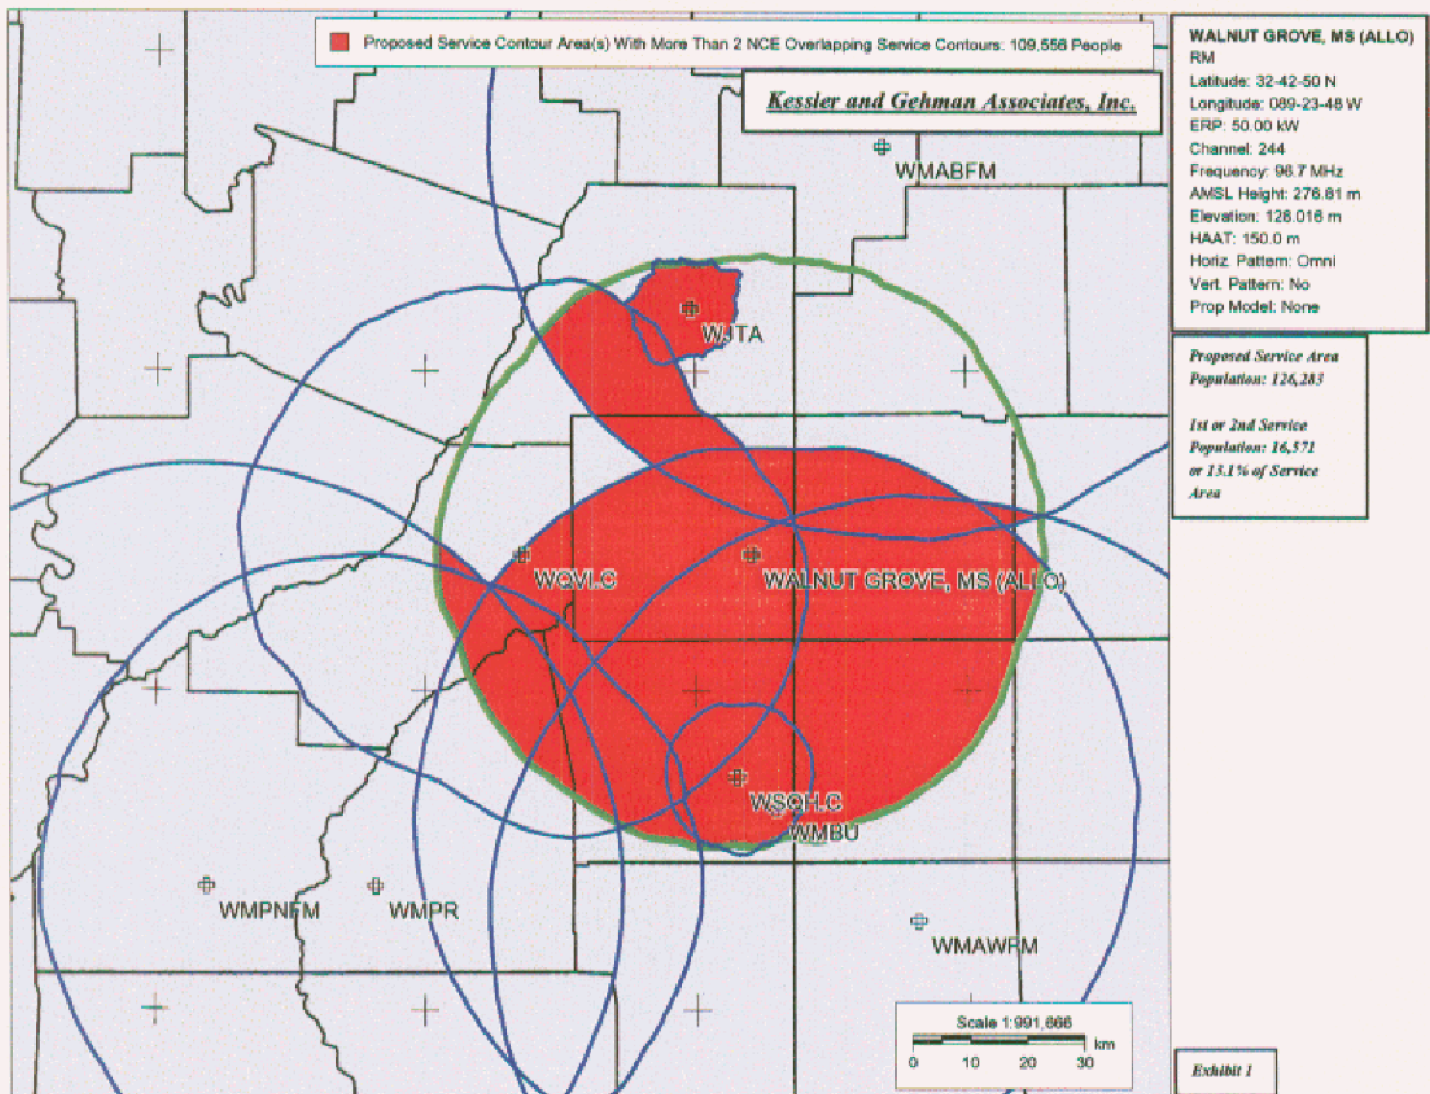 Proposed Service Contour Area(s) With More Than 2 NCE Overlapping Service Contours: 109,556 People
Kessler and Gehman Associates, Inc.
WALNUT GROVE, MS (ALLO)
RM
Latitude: 32-42-50 N
Longitude: 089-23-48 W
ERP: 50.00 kW
Channel: 244
Frequency: 96.7 MHz
AMSL Height: 276.81 m
Elevation: 128.016 m
HAAT: 150.0 m
Horiz. Pattern: Omni
Vert. Pattern: No
Prop Model: None
Proposed Service Area
Population: 126,283
1st or 2nd Service
Population: 16,571
or 13.1% of Service
Area
WMABFM
WJTA
WQVI.C
WALNUT GROVE, MS (ALLO)
WSQH.C
WMBU
WMPNFM
WMPR
WMAWFM
Scale 1:991,666
km
0 10 20 30
Exhibit 1